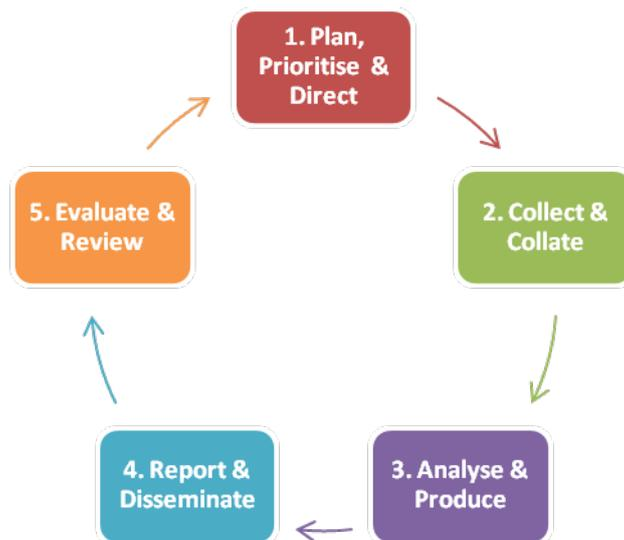 1. Plan,
Prioritise &
Direct
2. Collect &
Collate
3. Analyse &
Produce
4. Report &
Disseminate
5. Evaluate &
Review